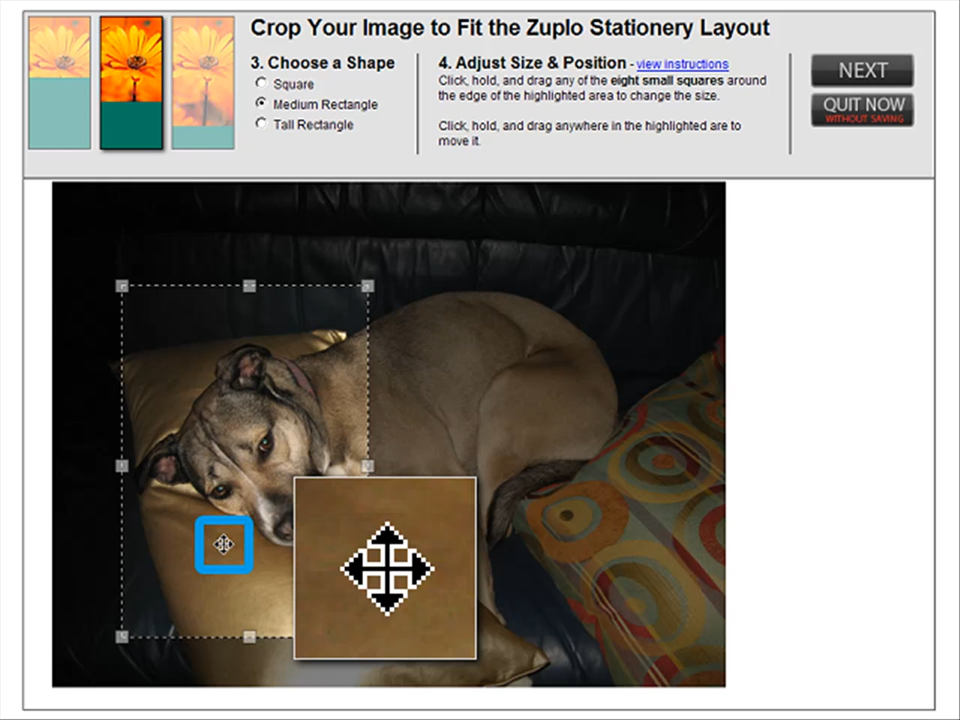 Crop Your Image to Fit the Zuplo Stationery Layout
3. Choose a Shape
Square
Medium Rectangle
Tall Rectangle
4. Adjust Size & Position - view instructions
Click, hold, and drag any of the eight small squares around
the edge of the highlighted area to change the size.
Click, hold, and drag anywhere in the highlighted are to
move it.
NEXT
QUIT NOW
WITHOUT SAVING